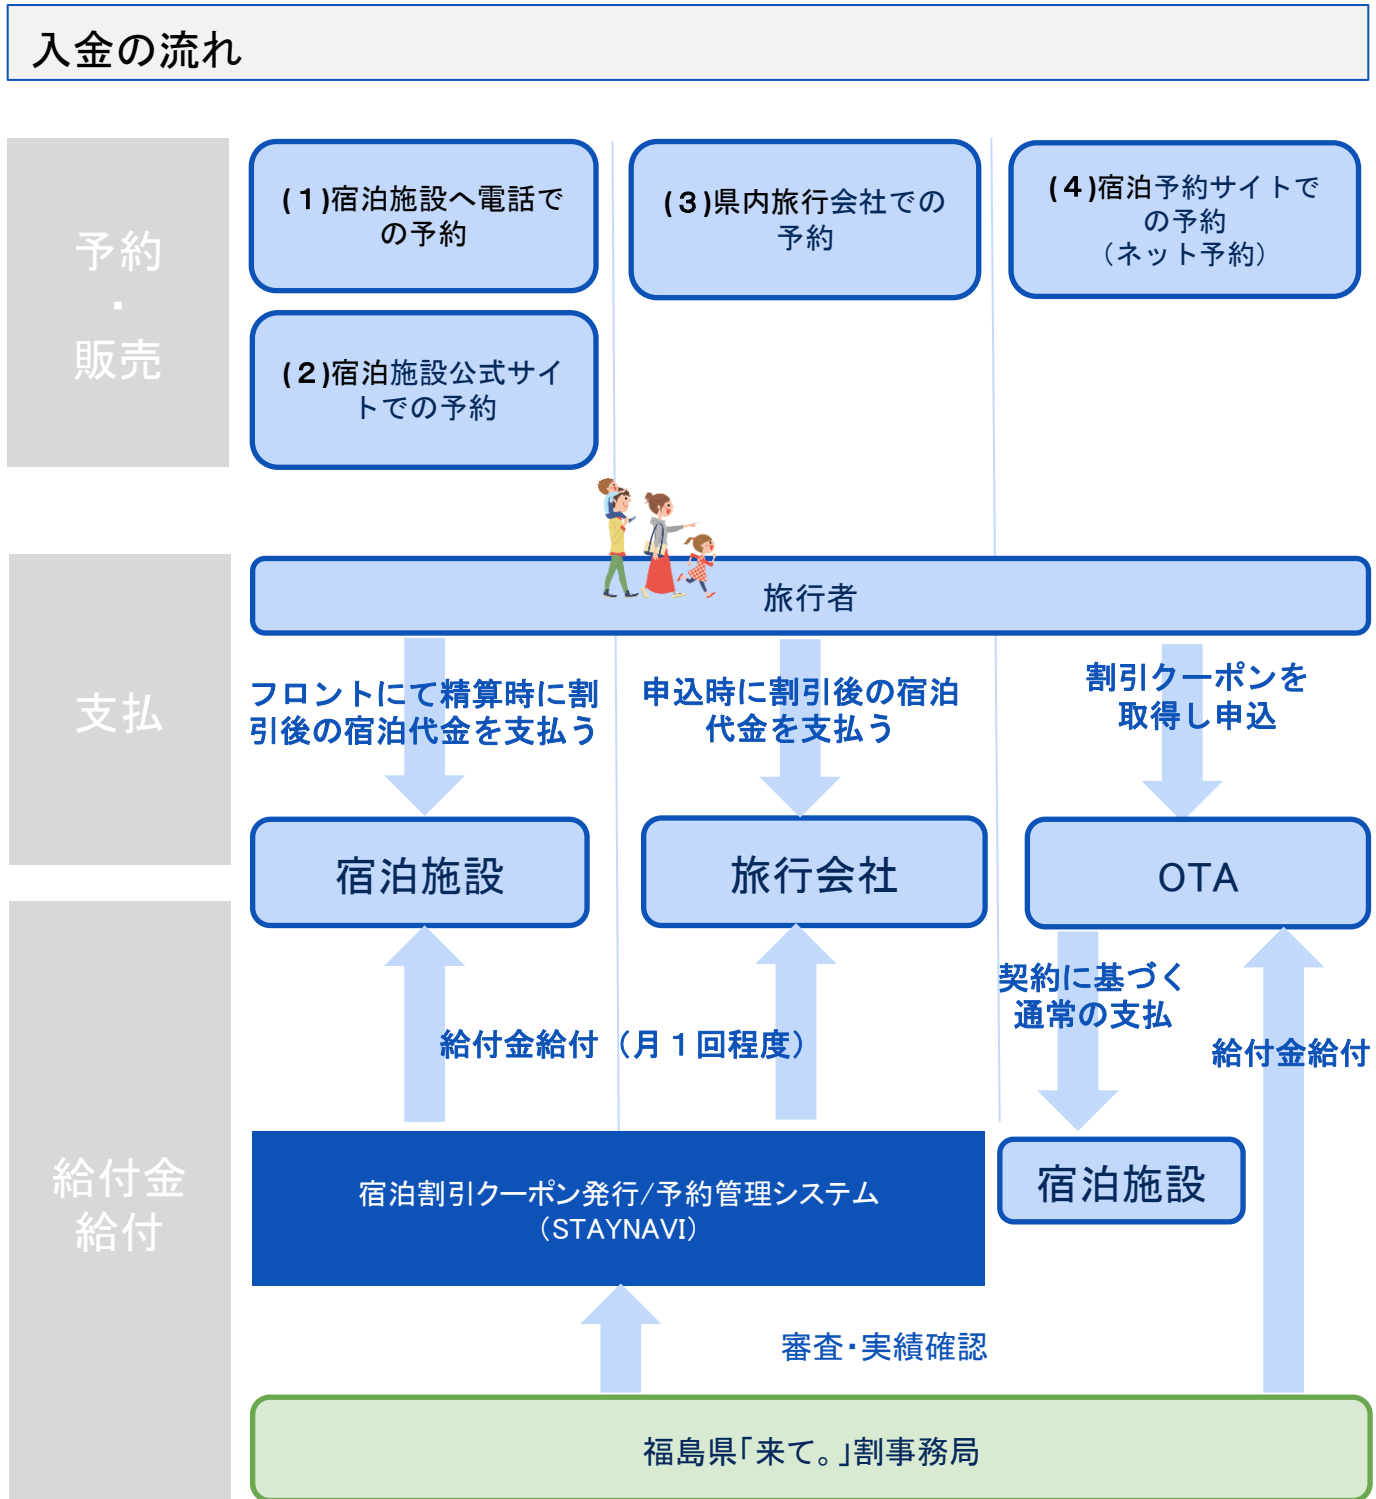 入金の流れ
予約
・
販売
(１)宿泊施設へ電話で
の予約
(２)宿泊施設公式サイ
トでの予約
(３)県内旅行会社での
予約
(４)宿泊予約サイトで
の予約
（ネット予約）
支払
旅行者
フロントにて精算時に割
引後の宿泊代金を支払う
申込時に割引後の宿泊
代金を支払う
割引クーポンを
取得し申込
宿泊施設
旅行会社
OTA
給付金
給付
給付金給付（月１回程度）
契約に基づく
通常の支払
給付金給付
宿泊割引クーポン発行/予約管理システム
（STAYNAVI）
宿泊施設
審査・実績確認
福島県「来て。」割事務局